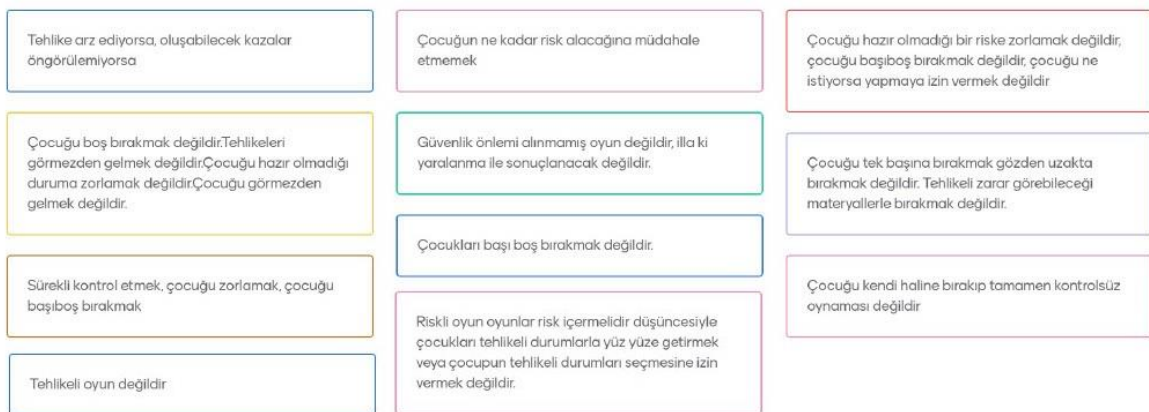 Tehlike arz ediyorsa, oluşabilecek kazalar
öngörülemiyorsa
Çocuğu boş bırakmak değildir.Tehlikeleri
görmezden gelmek değildir.Çocuğu hazır olmadığı
duruma zorlamak değildir.Çocuğu görmezden
gelmek değildir.
Sürekli kontrol etmek, çocuğu zorlamak, çocuğu
başıboş bırakmak
Tehlikeli oyun değildir
Çocuğun ne kadar risk alacağına müdahale
etmemek
Güvenlik önlemi alınmamış oyun değildir, illa ki
yaralanma ile sonuçlanacak değildir.
Çocukları başı boş bırakmak değildir.
Riskli oyun oyunlar risk içermelidir düşüncesiyle
çocukları tehlikeli durumlarla yüz yüze getirmek
veya çocupun tehlikeli durumları seçmesine izin
vermek değildir.
Çocuğu hazır olmadığı bir riske zorlamak değildir,
çocuğu başıboş bırakmak değildir, çocuğu ne
istiyorsa yapmaya izin vermek değildir
Çocuğu tek başına bırakmak gözden uzakta
bırakmak değildir. Tehlikeli zarar görebileceği
materyallerle bırakmak değildir.
Çocuğu kendi haline bırakıp tamamen kontrolsüz
oynaması değildir